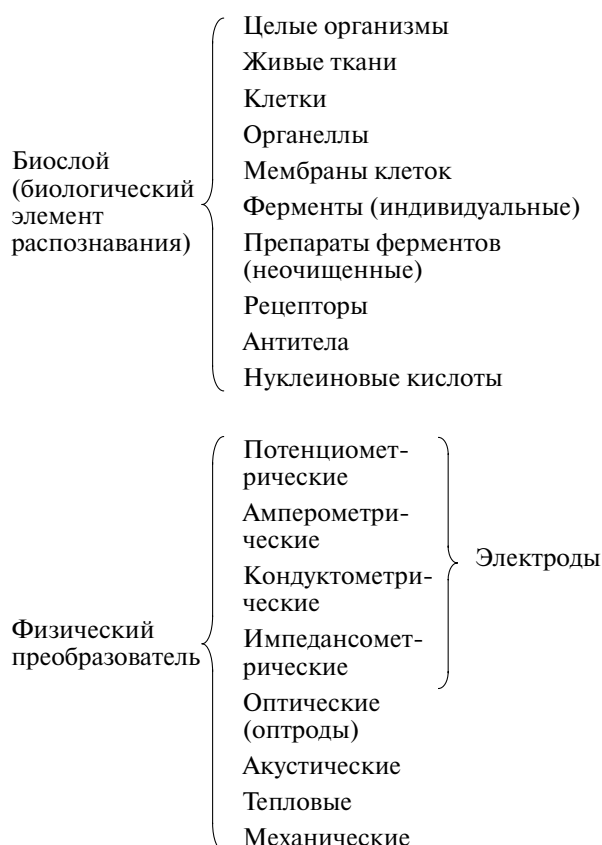 Целые организмы
Живые ткани
Клетки
Органеллы
Биослой
(биологический
элемент
распознавания)
Мембраны клеток
Ферменты (индивидуальные)
Препараты ферментов
(неочищенные)
Рецепторы
Антитела
Нуклеиновые кислоты
Физический
преобразователь
Потенциомет-
рические
Амперометри-
ческие
Кондуктометри-
ческие
Импедансомет-
рические
Электроды
Оптические
(оптроды)
Акустические
Тепловые
Механические